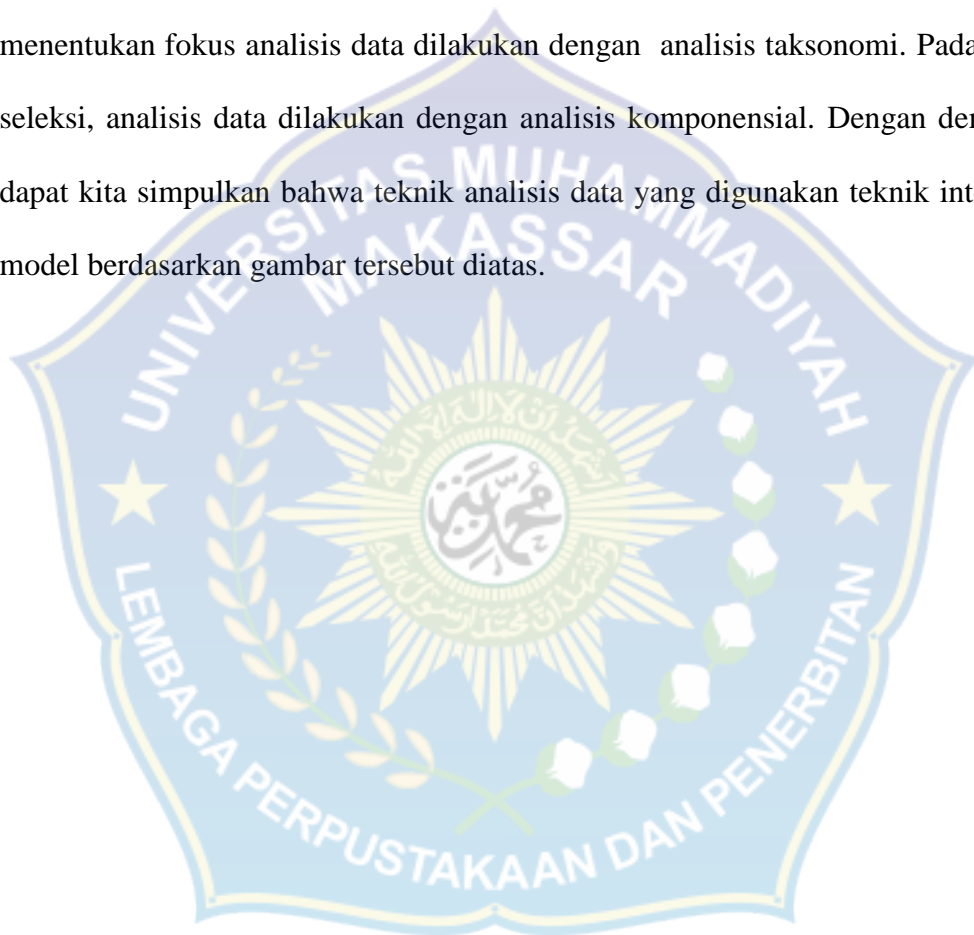 menentukan fokus analisis data dilakukan dengan analisis taksonomi. Pada
seleksi, analisis data dilakukan dengan analisis komponensial. Dengan
dapat kita simpulkan bahwa teknik analisis data yang digunakan teknik
model berdasarkan gambar tersebut diatas.
UNIVERSITAS MUHAMMADIYAH
MAKASSAR
محمدية
LEMBAGA PERPUSTAKAAN DAN PENERBITAN